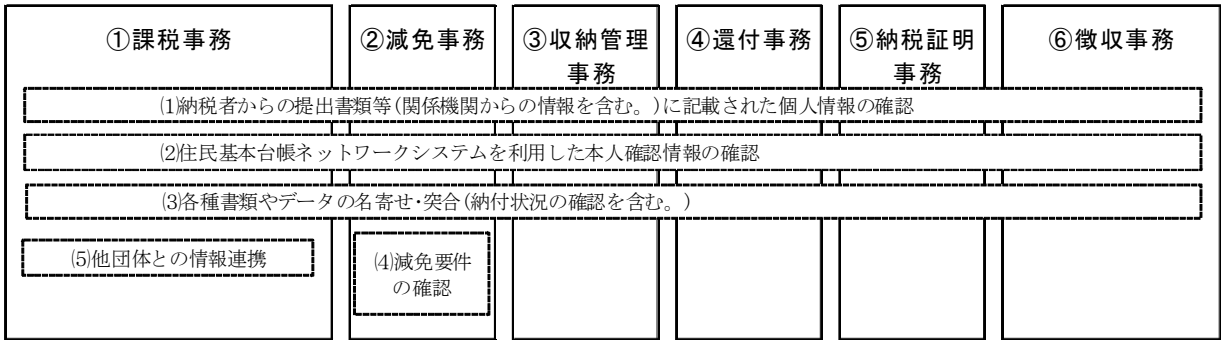 ①課税事務
②減免事務
③収納管理
事務
④還付事務
⑤納税証明
事務
⑥徴収事務
⑴納税者からの提出書類等(関係機関からの情報を含む。)に記載された個人情報の確認
⑵住民基本台帳ネットワークシステムを利用した本人確認情報の確認
⑶各種書類やデータの名寄せ・突合(納付状況の確認を含む。)
⑸他団体との情報連携
⑷減免要件
の確認